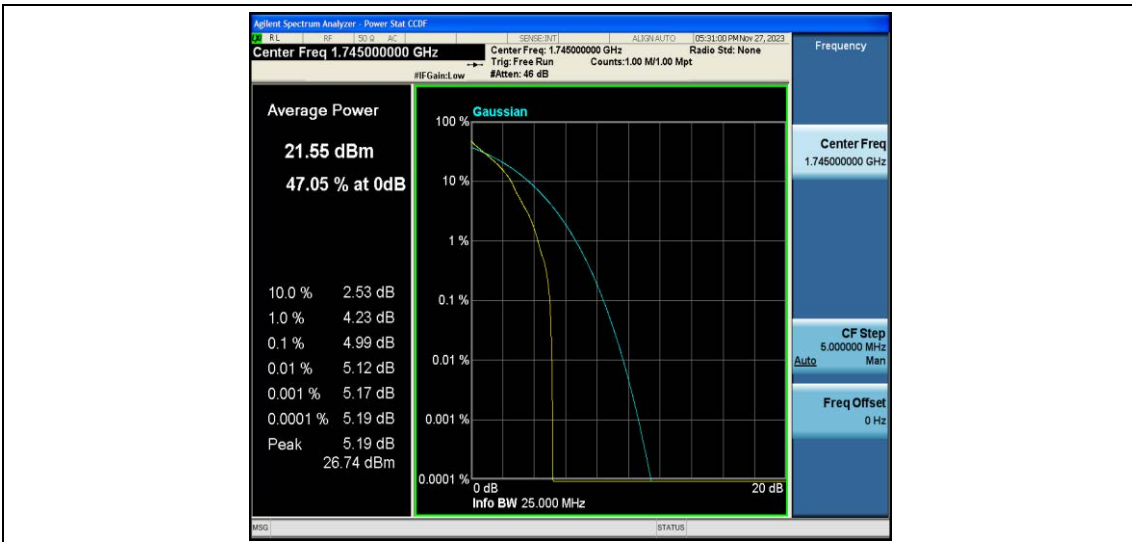 Agilent Spectrum Analyzer - Power Stat CCDF
RL RF 50 Ω AC SENSE:INT ALIGN AUTO 05:31:00 PM Nov 27, 2023
Center Freq 1.745000000 GHz
Center Freq: 1.745000000 GHz Radio Std: None
Trig: Free Run Counts:1.00 M/1.00 Mpt
#IFGain:Low #Atten: 46 dB
Frequency
Average Power
21.55 dBm
47.05 % at 0dB
10.0 % 2.53 dB
1.0 % 4.23 dB
0.1 % 4.99 dB
0.01 % 5.12 dB
0.001 % 5.17 dB
0.0001 % 5.19 dB
Peak 5.19 dB
26.74 dBm
Gaussian
100 %
10 %
1 %
0.1 %
0.01 %
0.001 %
0.0001 %
0 dB 20 dB
Info BW 25.000 MHz
Center Freq
1.745000000 GHz
CF Step
5.000000 MHz
Auto Man
Freq Offset
0 Hz
MSG STATUS